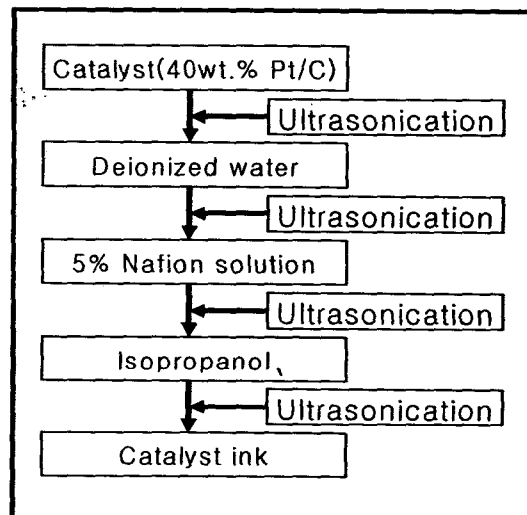 Catalyst(40wt.% Pt/C)
Ultrasonication
Deionized water
Ultrasonication
5% Nafion solution
Ultrasonication
Isopropanol
Ultrasonication
Catalyst ink